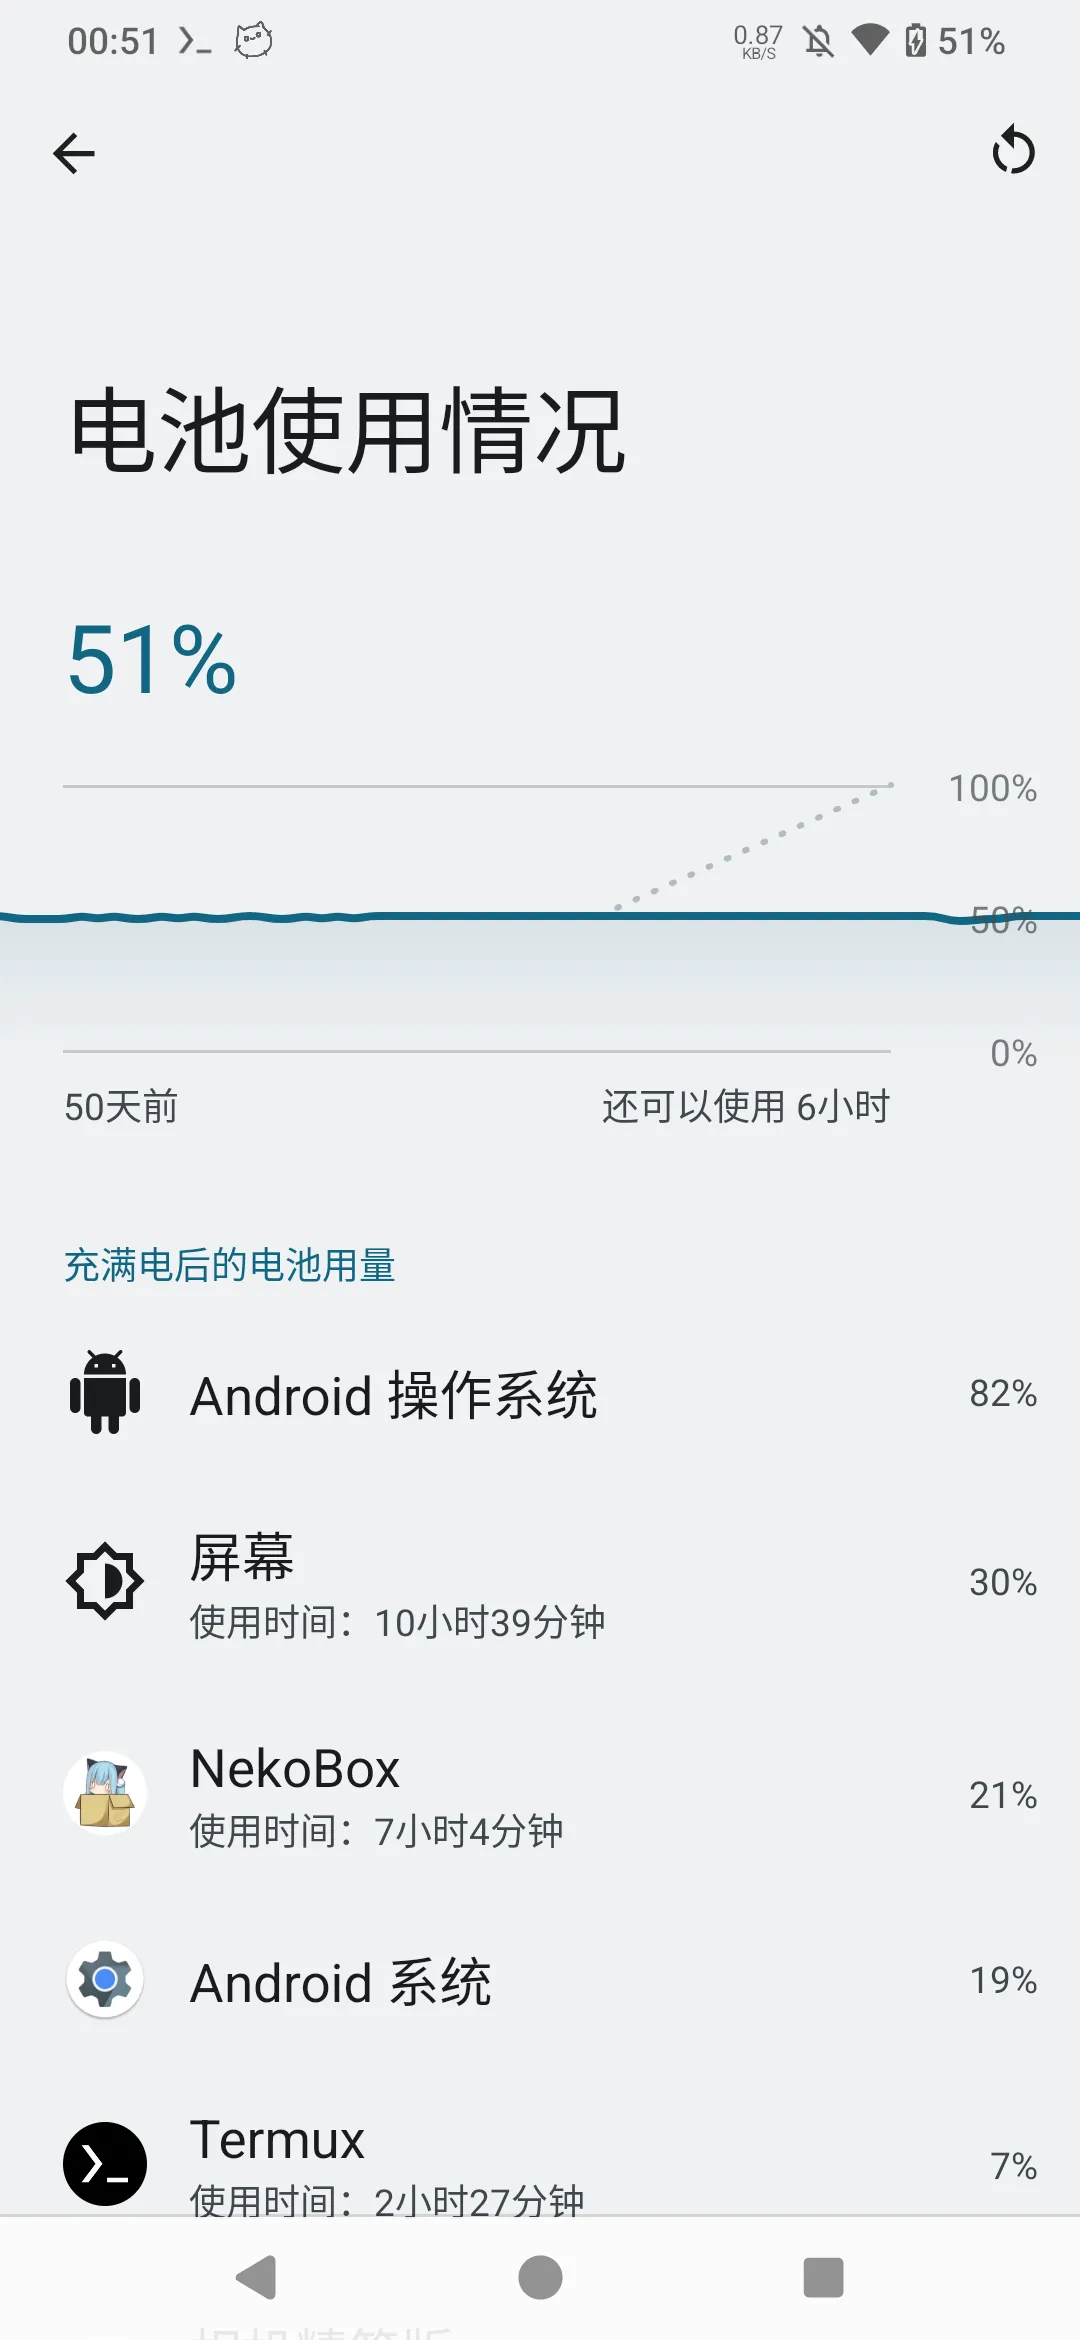 00:51
0.87
KB/S
51%
电池使用情况
51%
100%
50%
0%
50天前
还可以使用 6小时
充满电后的电池用量
Android 操作系统
82%
屏幕
使用时间：10小时39分钟
30%
NekoBox
使用时间：7小时4分钟
21%
Android 系统
19%
Termux
使用时间：2小时27分钟
7%